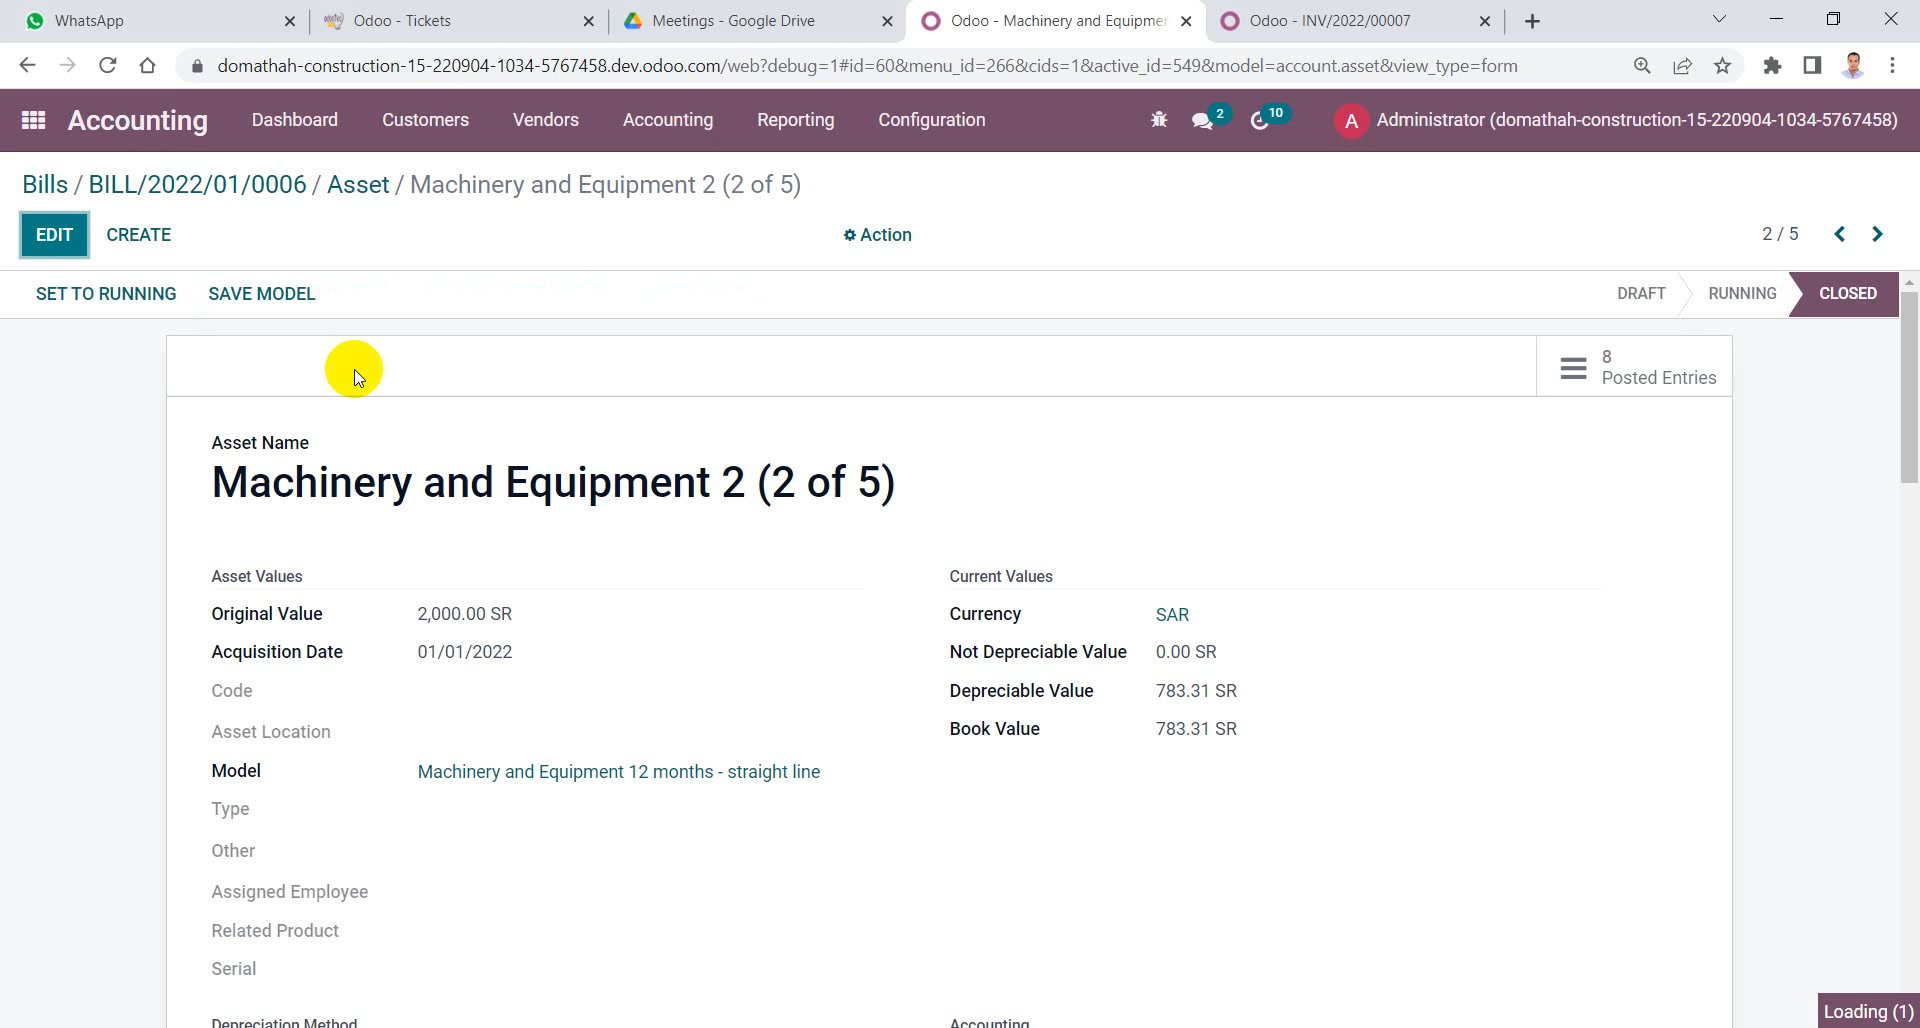 WhatsApp
Odoo - Tickets
Meetings - Google Drive
Odoo - Machinery and Equipmen
Odoo - INV/2022/00007
domathah-construction-15-220904-1034-5767458.dev.odoo.com/web?debug=1#id=60&menu_id=266&cids=1&active_id=549&model=account.asset&view_type=form
Accounting Dashboard Customers Vendors Accounting Reporting Configuration 2 10 A Administrator (domathah-construction-15-220904-1034-5767458)
Bills / BILL/2022/01/0006 / Asset / Machinery and Equipment 2 (2 of 5)
EDIT CREATE Action 2 / 5
SET TO RUNNING SAVE MODEL DRAFT RUNNING CLOSED
8
Posted Entries
Asset Name
Machinery and Equipment 2 (2 of 5)
Asset Values
Original Value 2,000.00 SR
Acquisition Date 01/01/2022
Code
Asset Location
Model Machinery and Equipment 12 months - straight line
Type
Other
Assigned Employee
Related Product
Serial
Depreciation Method
Current Values
Currency SAR
Not Depreciable Value 0.00 SR
Depreciable Value 783.31 SR
Book Value 783.31 SR
Accounting
Loading (1)